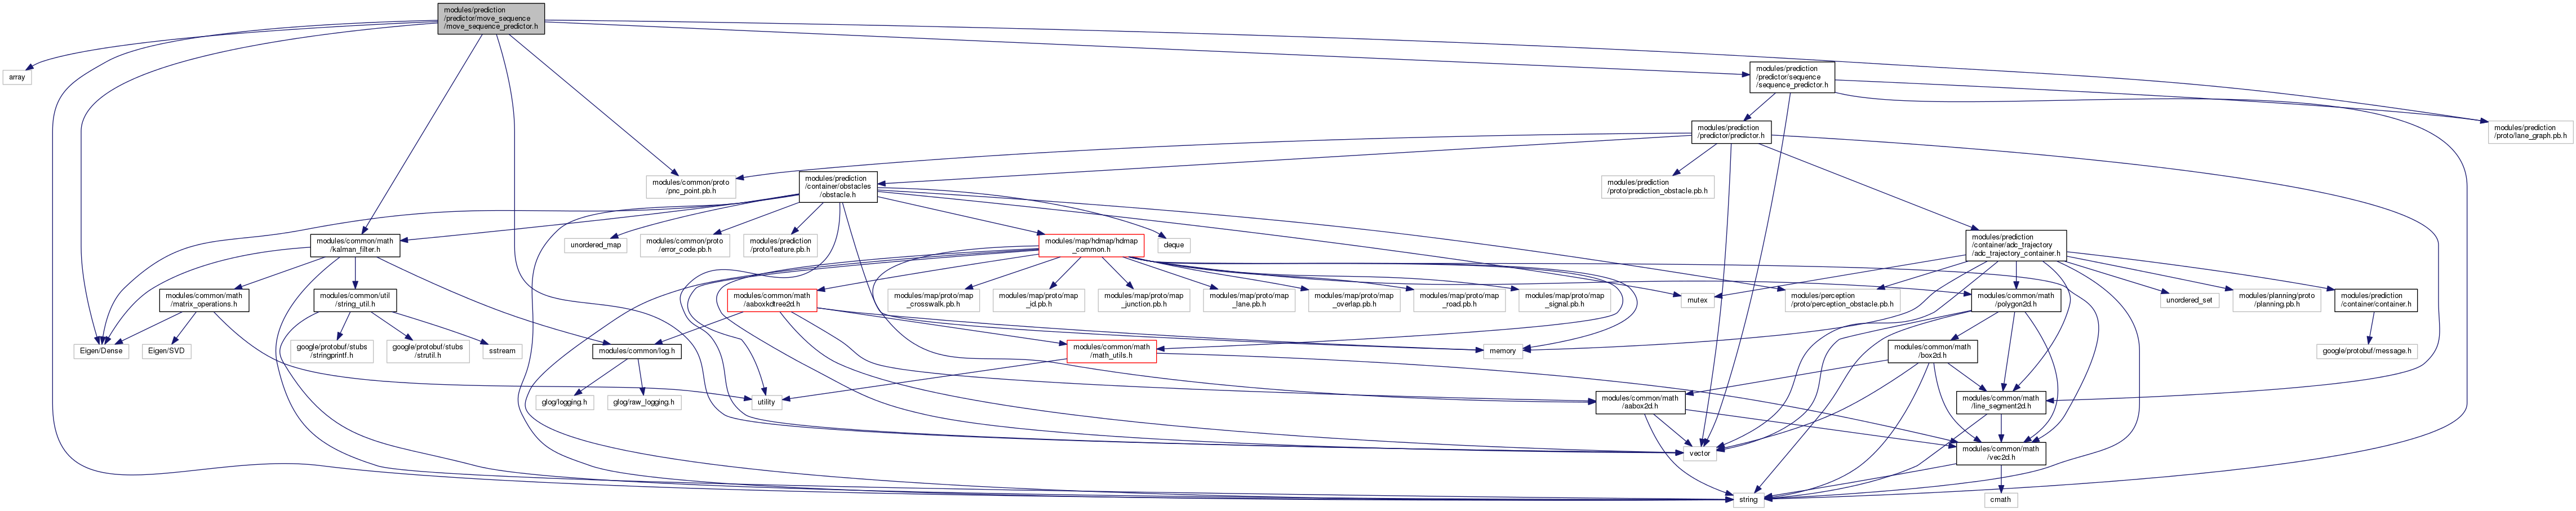 modules/prediction
/predictor/move_sequence
/move_sequence_predictor.h
array
modules/prediction
/predictor/sequence
/sequence_predictor.h
modules/prediction
/predictor/predictor.h
modules/prediction
/proto/lane_graph.pb.h
modules/common/proto
/pnc_point.pb.h
modules/prediction
/container/obstacles
/obstacle.h
modules/prediction
/proto/prediction_obstacle.pb.h
modules/common/math
/kalman_filter.h
unordered_map
modules/common/proto
/error_code.pb.h
modules/prediction
/proto/feature.pb.h
modules/map/hdmap/hdmap
_common.h
deque
modules/prediction
/container/adc_trajectory
/adc_trajectory_container.h
modules/common/math
/matrix_operations.h
modules/common/util
/string_util.h
modules/common/math
/aaboxkdtree2d.h
modules/map/proto/map
_crosswalk.pb.h
modules/map/proto/map
_id.pb.h
modules/map/proto/map
_junction.pb.h
modules/map/proto/map
_lane.pb.h
modules/map/proto/map
_overlap.pb.h
modules/map/proto/map
_road.pb.h
modules/map/proto/map
_signal.pb.h
mutex
modules/perception
/proto/perception_obstacle.pb.h
modules/common/math
/polygon2d.h
unordered_set
modules/planning/proto
/planning.pb.h
modules/prediction
/container/container.h
Eigen/Dense
Eigen/SVD
google/protobuf/stubs
/stringprintf.h
google/protobuf/stubs
/strutil.h
sstream
modules/common/log.h
modules/common/math
/math_utils.h
memory
modules/common/math
/box2d.h
google/protobuf/message.h
glog/logging.h
glog/raw_logging.h
utility
modules/common/math
/aabox2d.h
modules/common/math
/line_segment2d.h
vector
modules/common/math
/vec2d.h
string
cmath